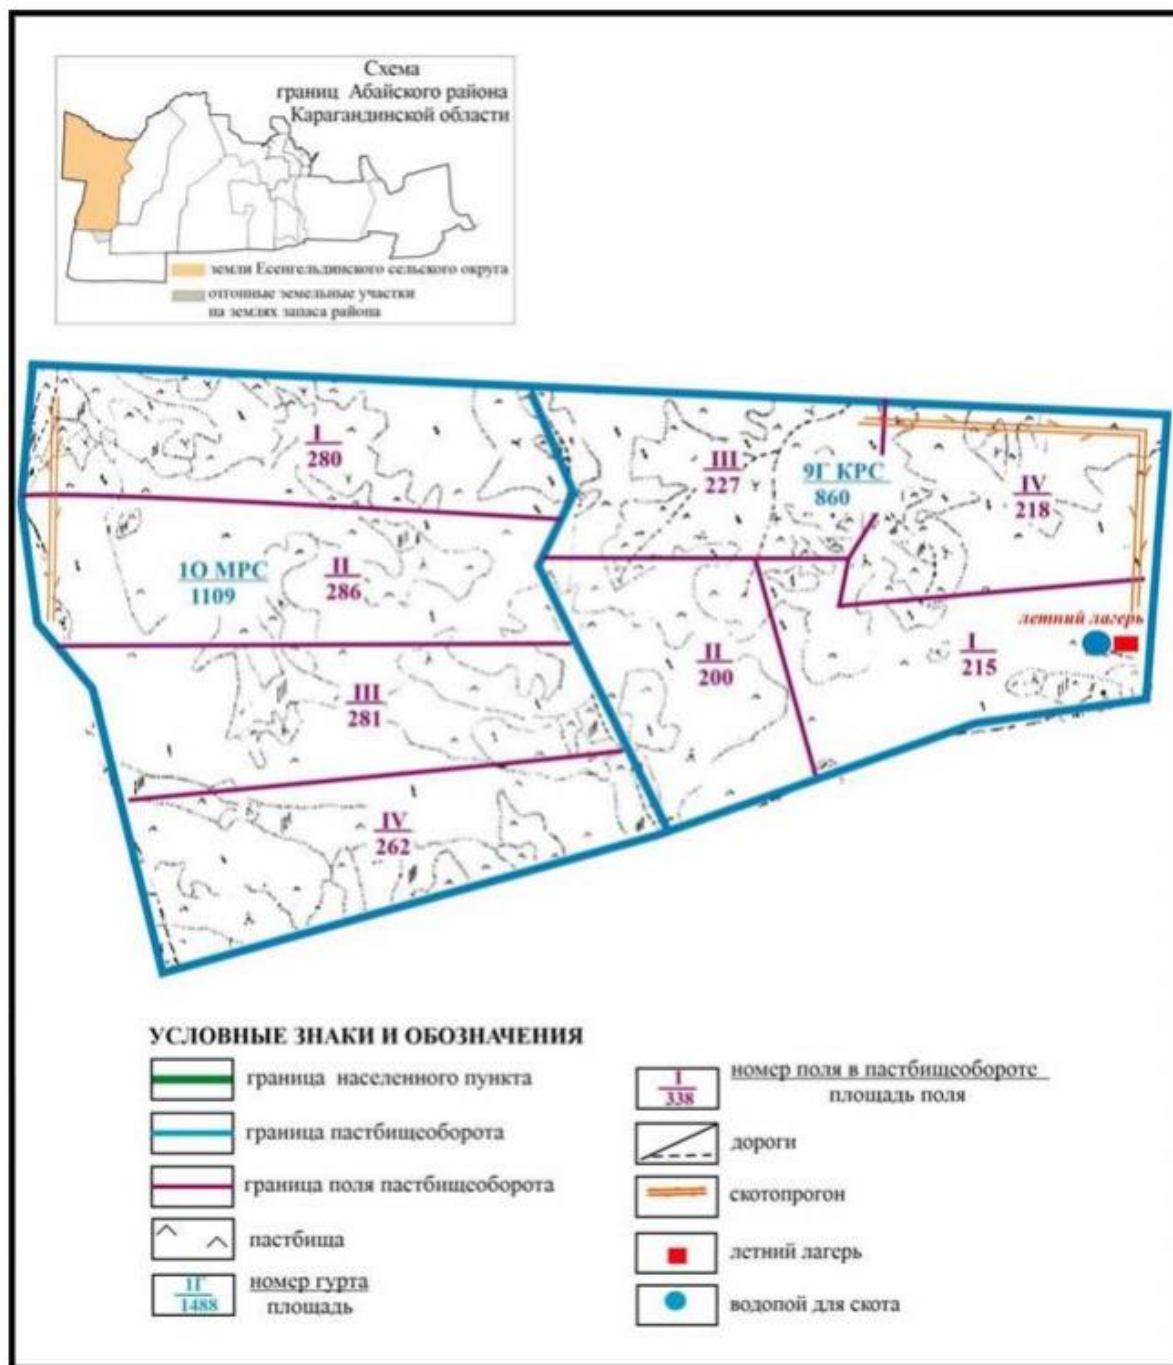 Схема
границ Абайского района
Карагандинской области
земли Есенгельдинского сельского округа
отгонные земельные участки
на землях запаса района
I
280
III
227
9Г КРС
860
IV
218
1О МРС
1109
II
286
летний лагерь
II
200
I
215
III
281
IV
262
УСЛОВНЫЕ ЗНАКИ И ОБОЗНАЧЕНИЯ
граница населенного пункта
граница пастбищеоборота
граница поля пастбищеоборота
пастбища
1Г
1488
номер гурта
площадь
I
338
номер поля в пастбищеобороте
площадь поля
дороги
скотопрогон
летний лагерь
водопой для скота